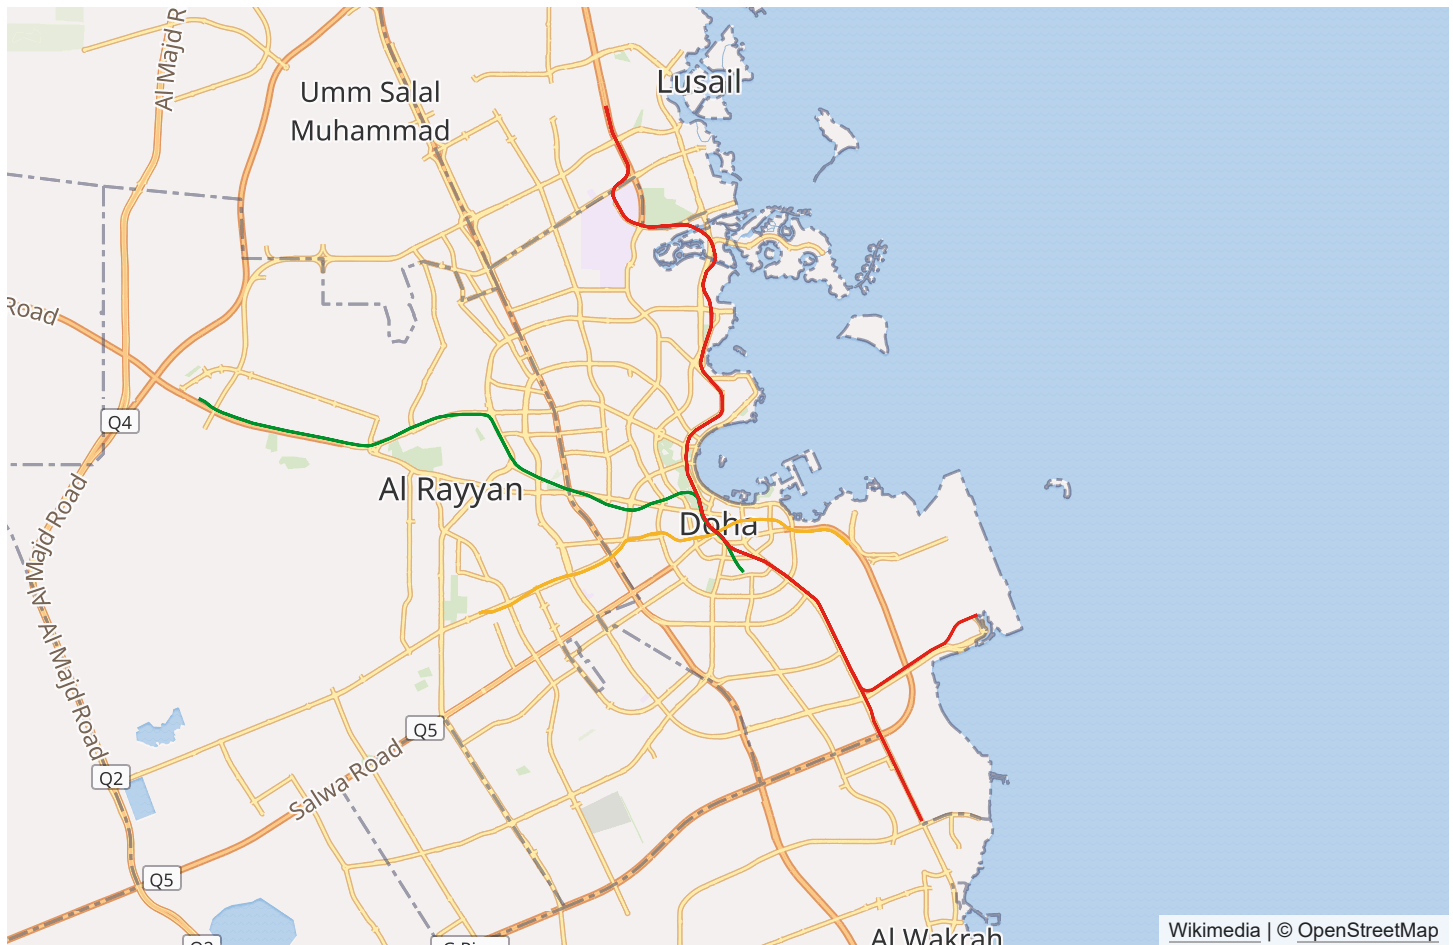 Al Majd R
Lusail
Umm Salal
Muhammad
Road
Q4
Al Rayyan
Doha
Al Majd Road
Al Majd Road
Q5
Salwa Road
Q2
Q5
Al Wakrah
Wikimedia | © OpenStreetMap